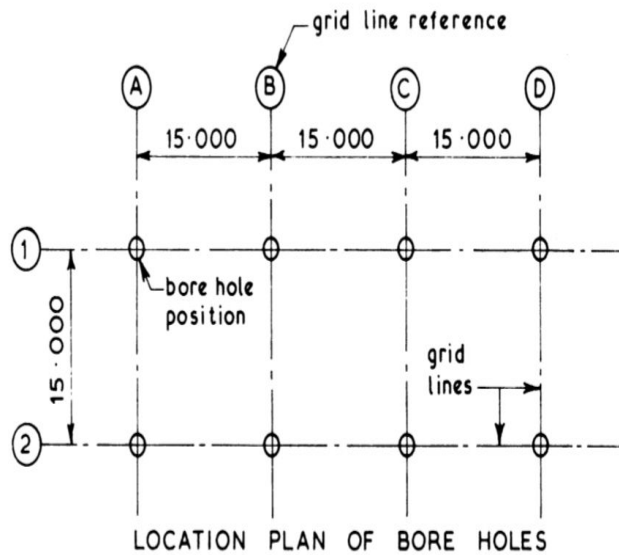 grid line reference
A B C D
15·000 15·000 15·000
1
bore hole
position
15·000
grid
lines
2
LOCATION PLAN OF BORE HOLES